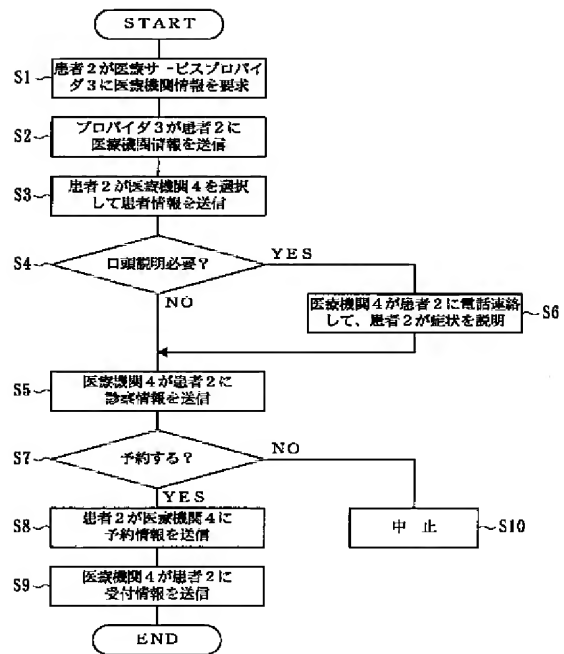 START
S1
患者2が医療サービスプロバイ
ダ3に医療機関情報を要求
S2
プロバイダ3が患者2に
医療機関情報を送信
S3
患者2が医療機関4を選択
して患者情報を送信
S4
口頭説明必要?
YES
NO
医療機関4が患者2に電話連絡
して、患者2が症状を説明
S6
S5
医療機関4が患者2に
診察情報を送信
S7
予約する?
NO
YES
S8
患者2が医療機関4に
予約情報を送信
中 止
S10
S9
医療機関4が患者2に
受付情報を送信
END